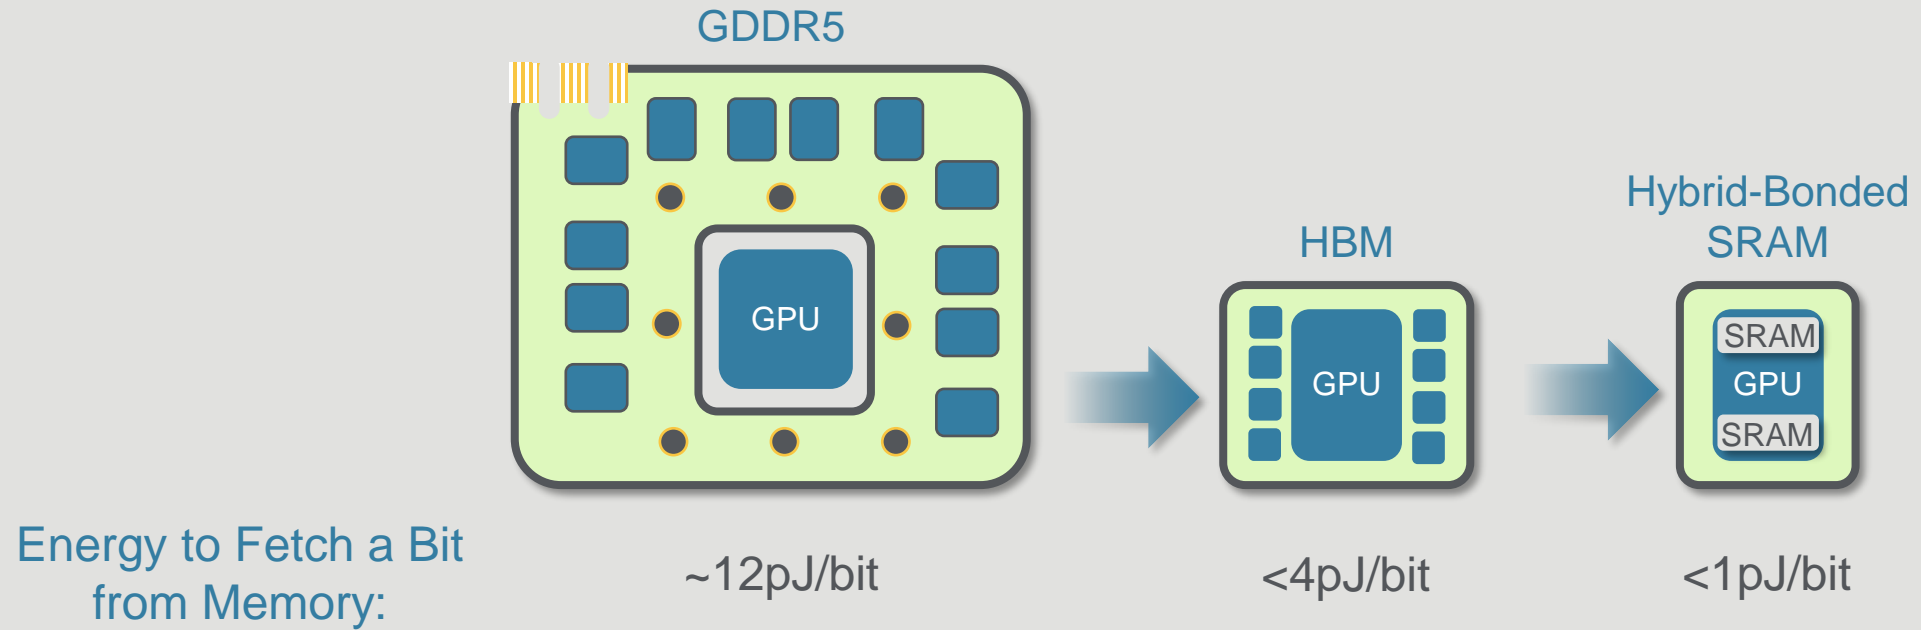 GDDR5
GPU
~12pJ/bit
HBM
GPU
<4pJ/bit
Hybrid-Bonded
SRAM
SRAM
GPU
SRAM
<1pJ/bit
Energy to Fetch a Bit
from Memory: